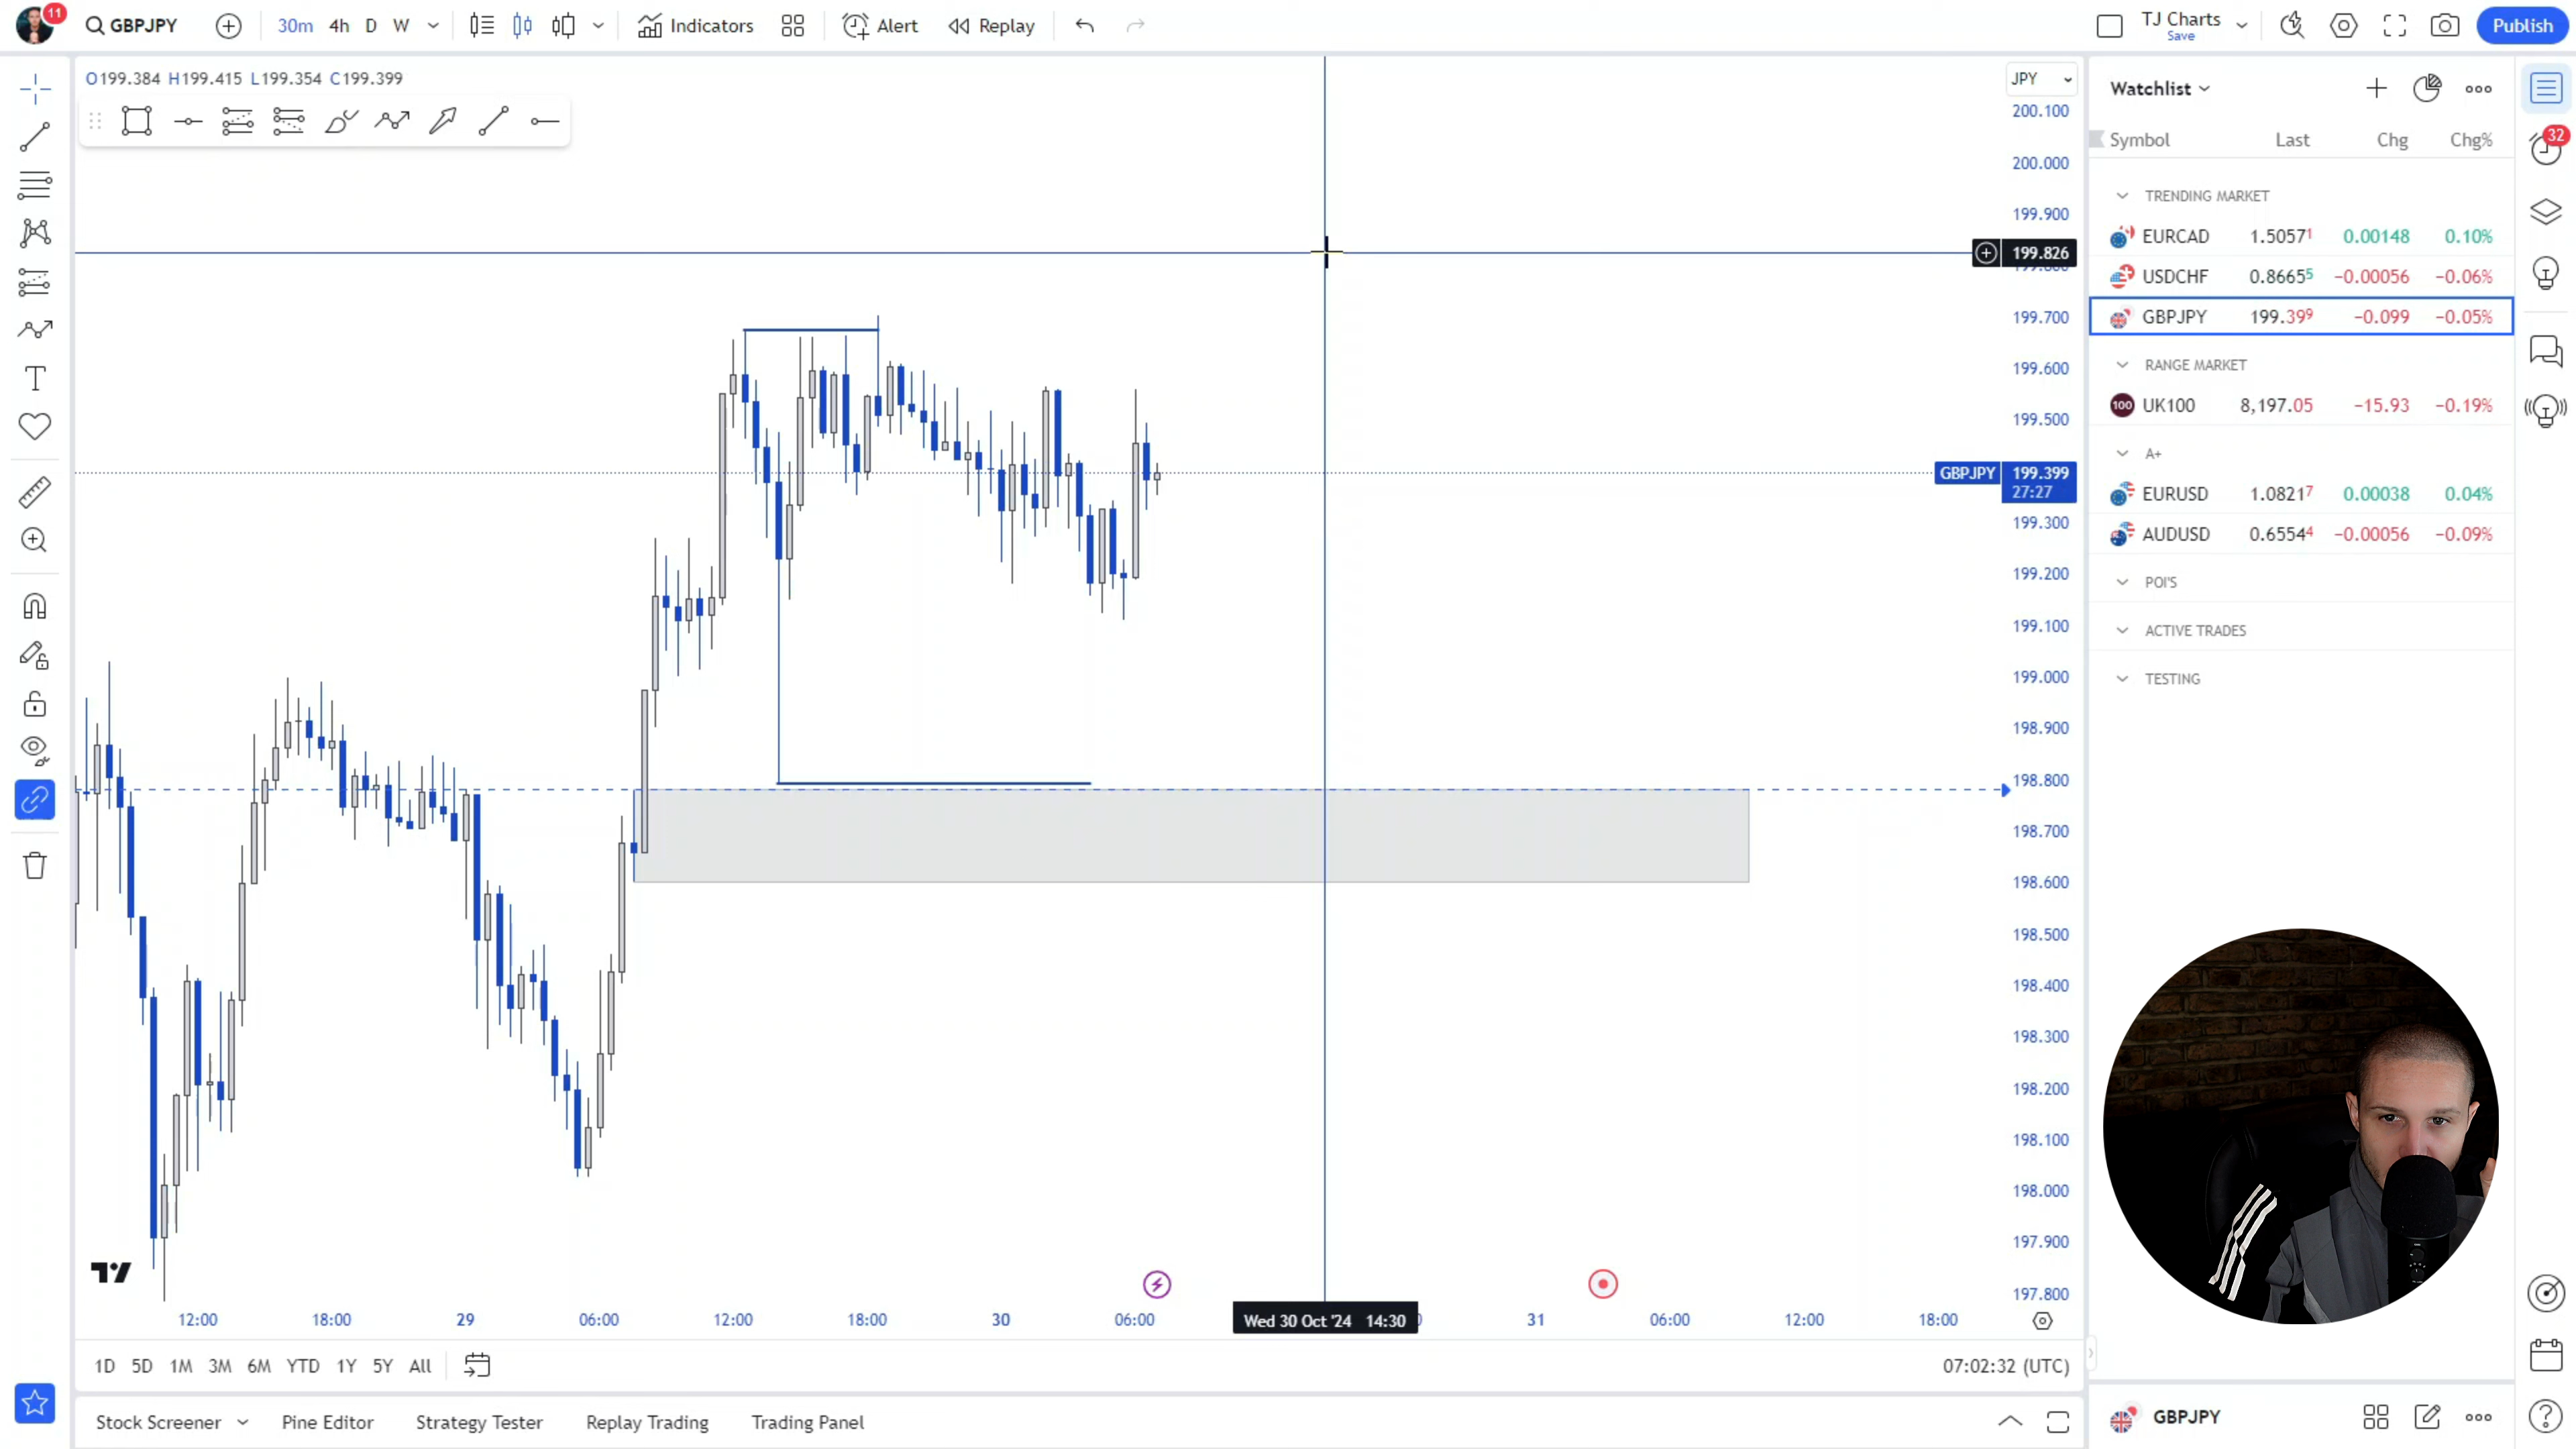 11
GBPJPY
30m 4h D W
Indicators
Alert
Replay
TJ Charts
Save
Publish
O199.384 H199.415 L199.354 C199.399
JPY
200.100
200.000
199.900
199.826
199.700
199.600
199.500
GBPJPY 199.399
27:27
199.300
199.200
199.100
199.000
198.900
198.800
198.700
198.600
198.500
198.400
198.300
198.200
198.100
198.000
197.900
197.800
12:00 18:00 29 06:00 12:00 18:00 30 06:00 Wed 30 Oct '24 14:30 31 06:00 12:00 18:00
1D 5D 1M 3M 6M YTD 1Y 5Y All
07:02:32 (UTC)
Stock Screener
Pine Editor
Strategy Tester
Replay Trading
Trading Panel
Watchlist
Symbol Last Chg Chg%
TRENDING MARKET
EURCAD 1.50571 0.00148 0.10%
USDCHF 0.86655 −0.00056 −0.06%
GBPJPY 199.399 −0.099 −0.05%
RANGE MARKET
100 UK100 8,197.05 −15.93 −0.19%
A+
EURUSD 1.08217 0.00038 0.04%
AUDUSD 0.65544 −0.00056 −0.09%
POI'S
ACTIVE TRADES
TESTING
GBPJPY
32